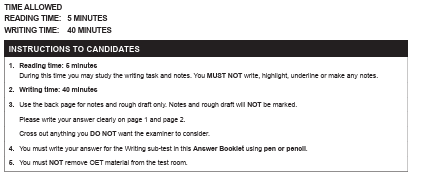 TIME ALLOWED
READING TIME: 5 MINUTES
WRITING TIME: 40 MINUTES
INSTRUCTIONS TO CANDIDATES
1. Reading time: 5 minutes
During this time you may study the writing task and notes. You MUST NOT write, highlight, underline or make any notes.
2. Writing time: 40 minutes
3. Use the back page for notes and rough draft only. Notes and rough draft will NOT be marked.
Please write your answer clearly on page 1 and page 2.
Cross out anything you DO NOT want the examiner to consider.
4. You must write your answer for the Writing sub-test in this Answer Booklet using pen or pencil.
5. You must NOT remove OET material from the test room.